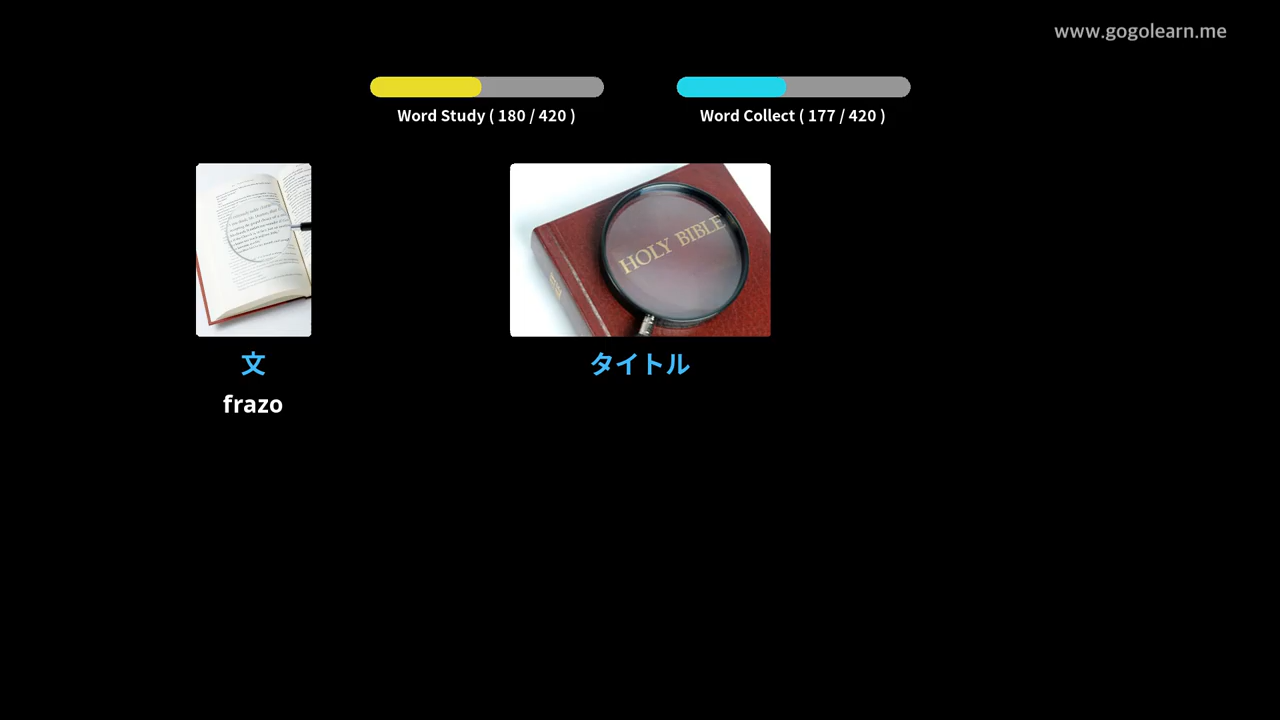 www.gogolearn.me
Word Study ( 180 / 420 )
Word Collect ( 177 / 420 )
HOLY BIBLE
文
タイトル
frazo